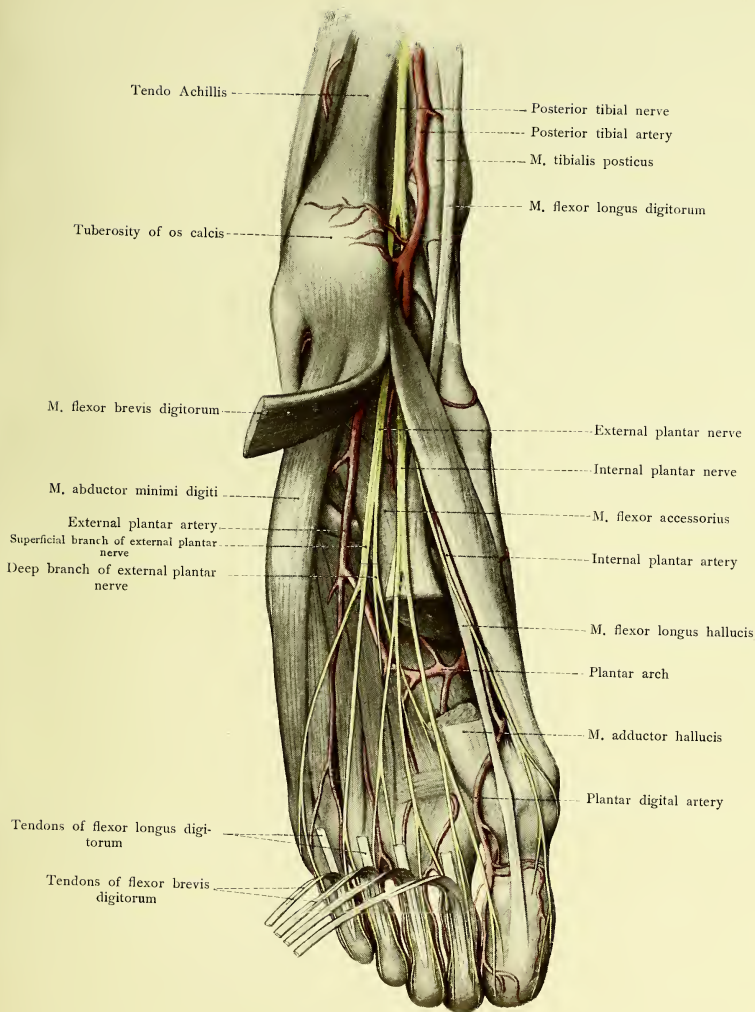 Tendo Achillis
Tuberosity of os calcis
M. flexor brevis digitorum
M. abductor minimi digiti
External plantar artery
Superficial branch of external plantar
nerve
Deep branch of external plantar
nerve
Tendons of flexor longus digi-
torum
Tendons of flexor brevis
digitorum
Posterior tibial nerve
Posterior tibial artery
M. tibialis posticus
M. flexor longus digitorum
External plantar nerve
Internal plantar nerve
M. flexor accessorius
Internal plantar artery
M. flexor longus hallucis
Plantar arch
M. adductor hallucis
Plantar digital artery